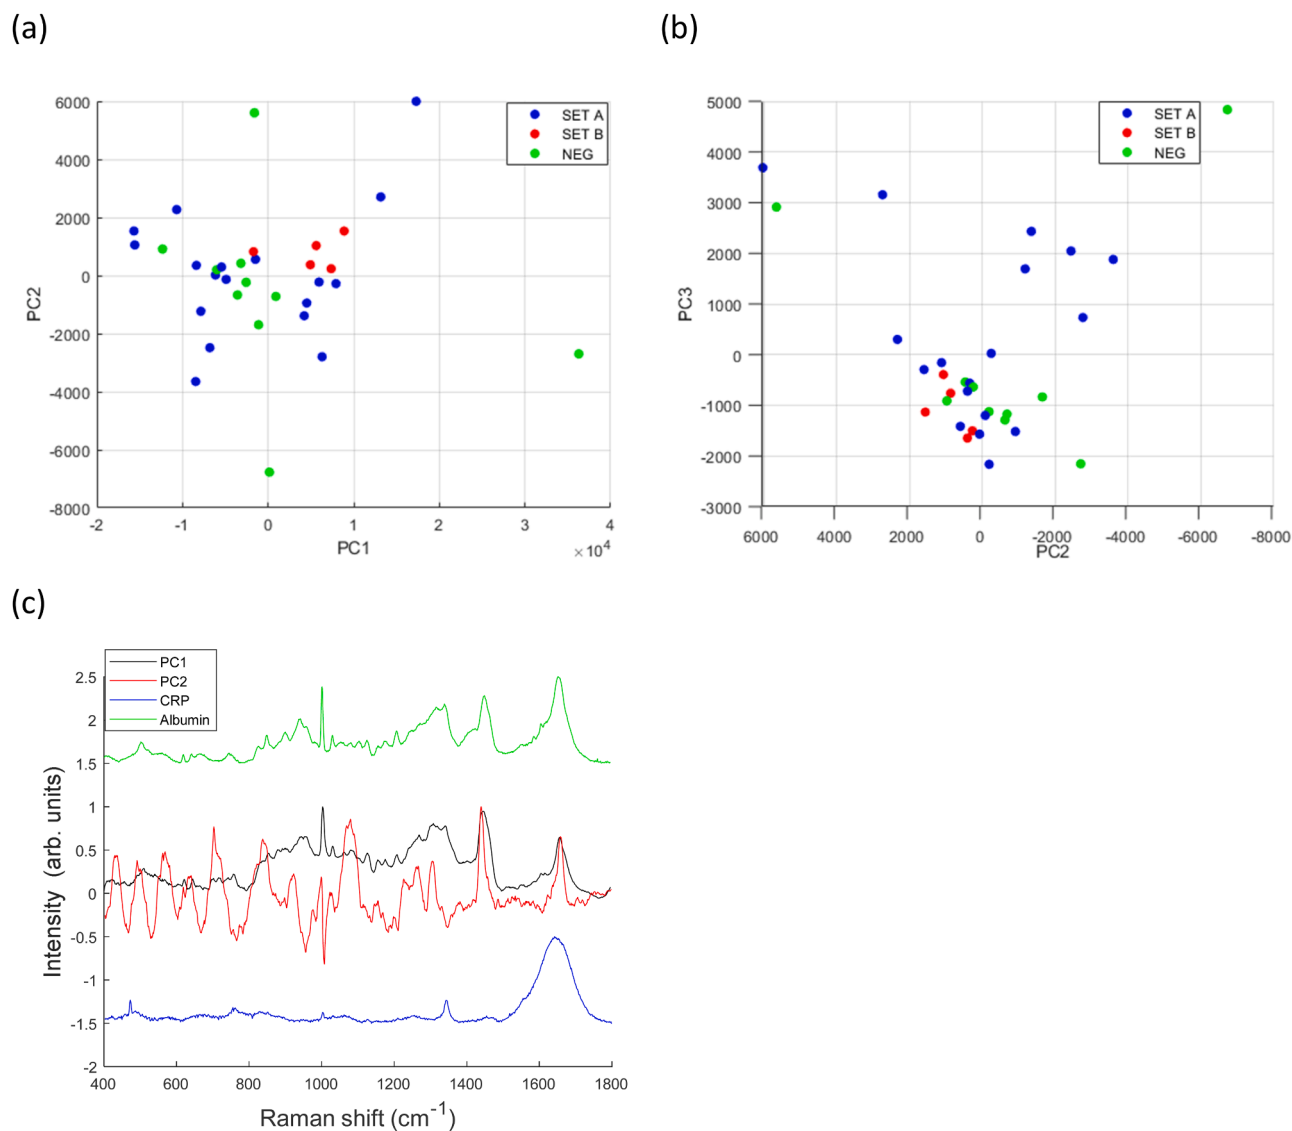 (a)
(b)
6000
4000
2000
0
-2000
-4000
-6000
-8000
PC2
-2
-1
0
1
2
3
4
PC1
×10⁴
SET A
SET B
NEG
5000
4000
3000
2000
1000
0
-1000
-2000
-3000
PC3
6000
4000
2000
0
-2000
-4000
-6000
-8000
PC2
SET A
SET B
NEG
(c)
PC1
PC2
CRP
Albumin
2.5
2
1.5
1
0.5
0
-0.5
-1
-1.5
-2
Intensity (arb. units)
400
600
800
1000
1200
1400
1600
1800
Raman shift (cm⁻¹)